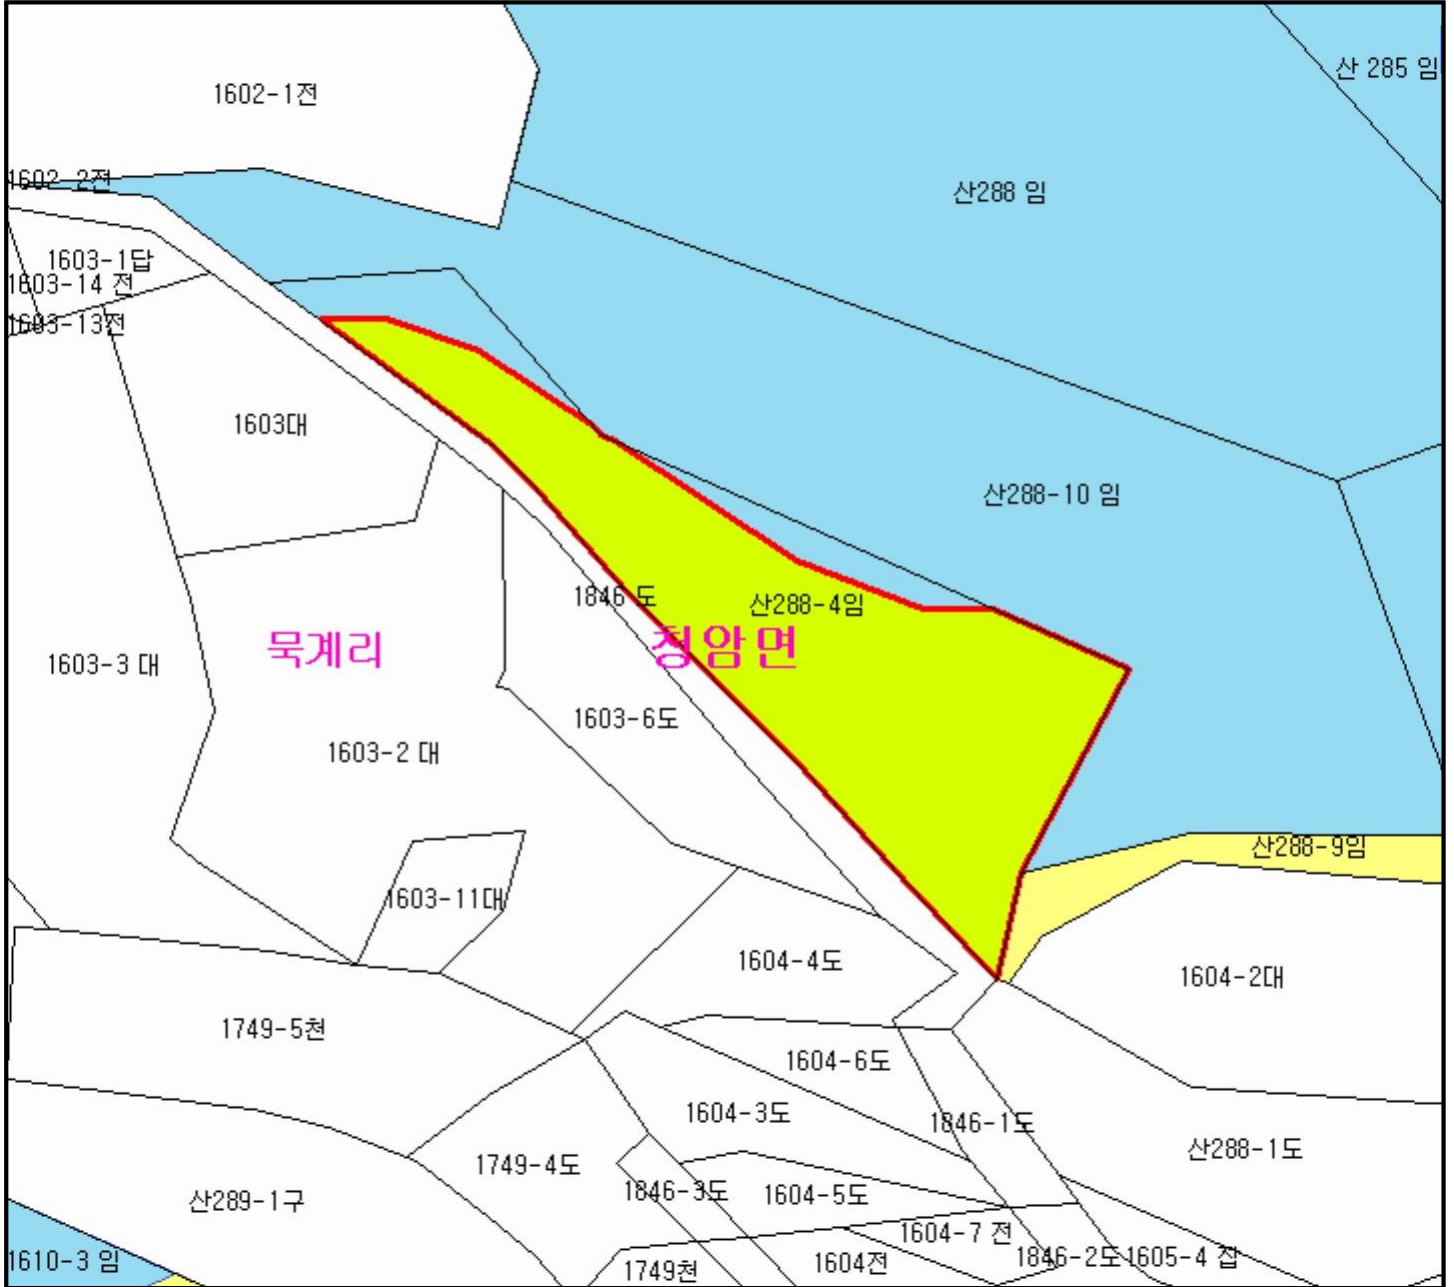 산 285 임
1602-1전
1602-2전
산288 임
1603-1답
1603-14 전
1603-13전
1603대
산288-10 임
1846 도
산288-4임
묵계리
청암면
1603-3 대
1603-6도
1603-2 대
산288-9임
1603-11대
1604-4도
1604-2대
1749-5천
1604-6도
1604-3도
1846-1도
산288-1도
1749-4도
1846-3도
1604-5도
산289-1구
1604-7 전
1846-2도
1605-4 잡
1610-3 임
1749천
1604전